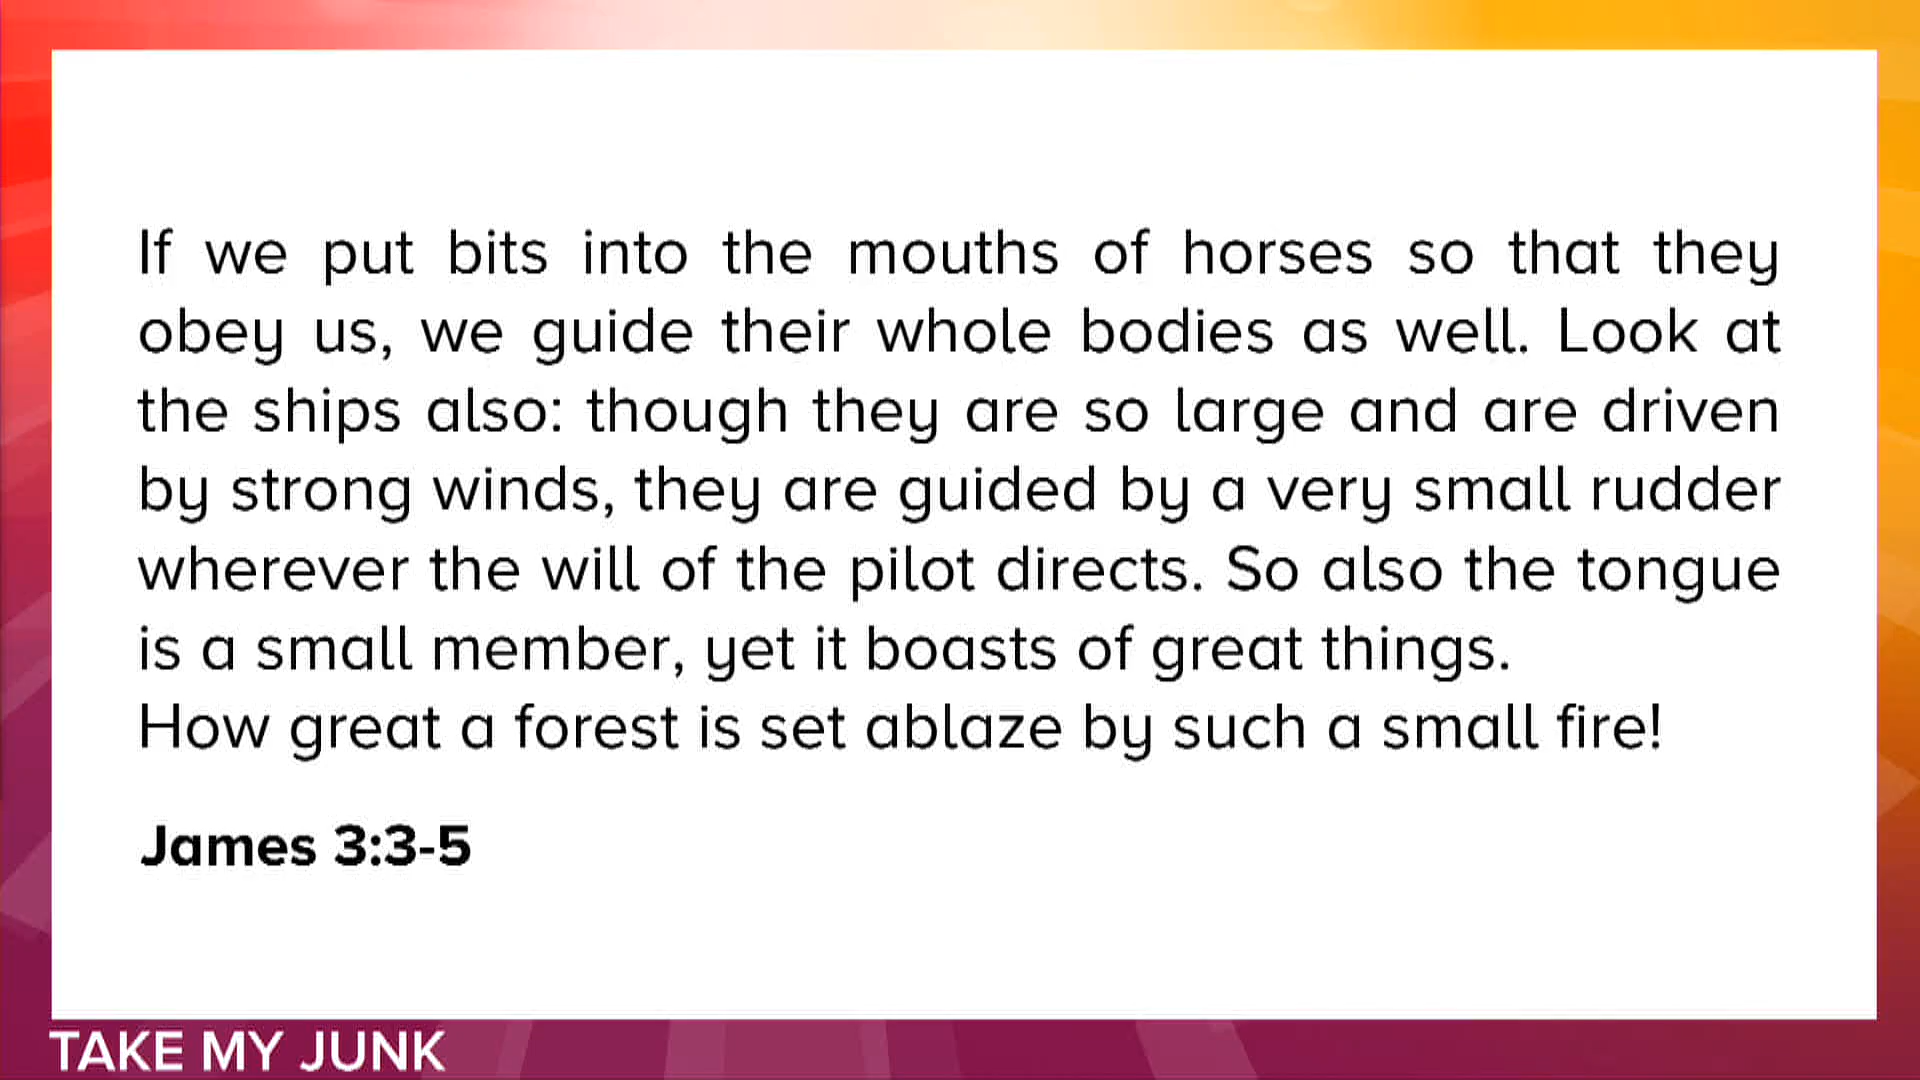 If we put bits into the mouths of horses so that they
obey us, we guide their whole bodies as well. Look at
the ships also: though they are so large and are driven
by strong winds, they are guided by a very small rudder
wherever the will of the pilot directs. So also the tongue
is a small member, yet it boasts of great things.
How great a forest is set ablaze by such a small fire!
James 3:3-5
TAKE MY JUNK